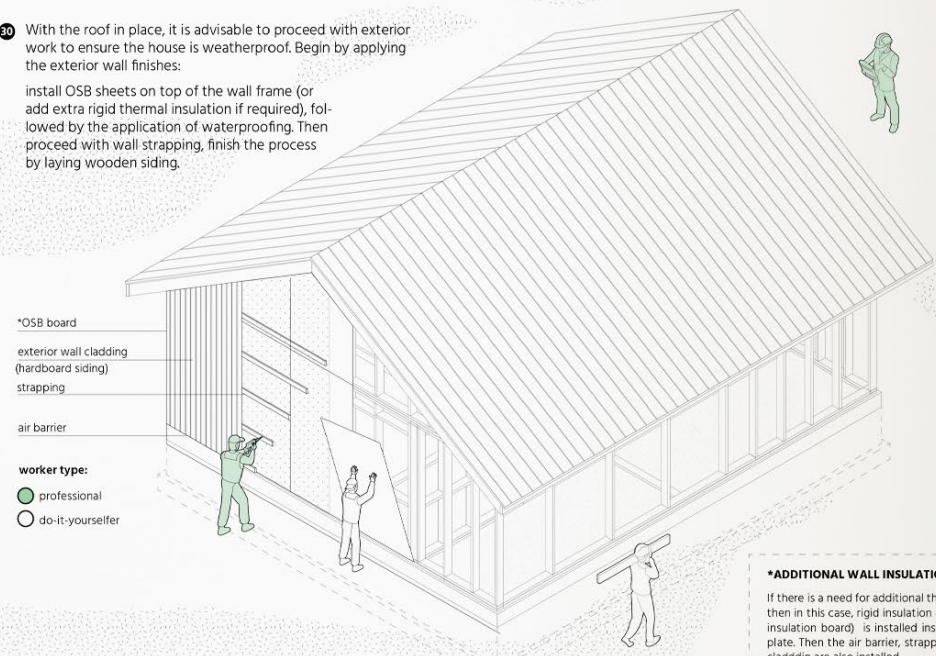 30 With the roof in place, it is advisable to proceed with exterior
work to ensure the house is weatherproof. Begin by applying
the exterior wall finishes:
install OSB sheets on top of the wall frame (or
add extra rigid thermal insulation if required), fol-
lowed by the application of waterproofing. Then
proceed with wall strapping, finish the process
by laying wooden siding.
*OSB board
exterior wall cladding
(hardboard siding)
strapping
air barrier
worker type:
professional
do-it-yourselfer
*ADDITIONAL WALL
If there is a need for additional
then in this case, rigid insulation
insulation board) is installed
plate. Then the air barrier,
cladddin are also installed